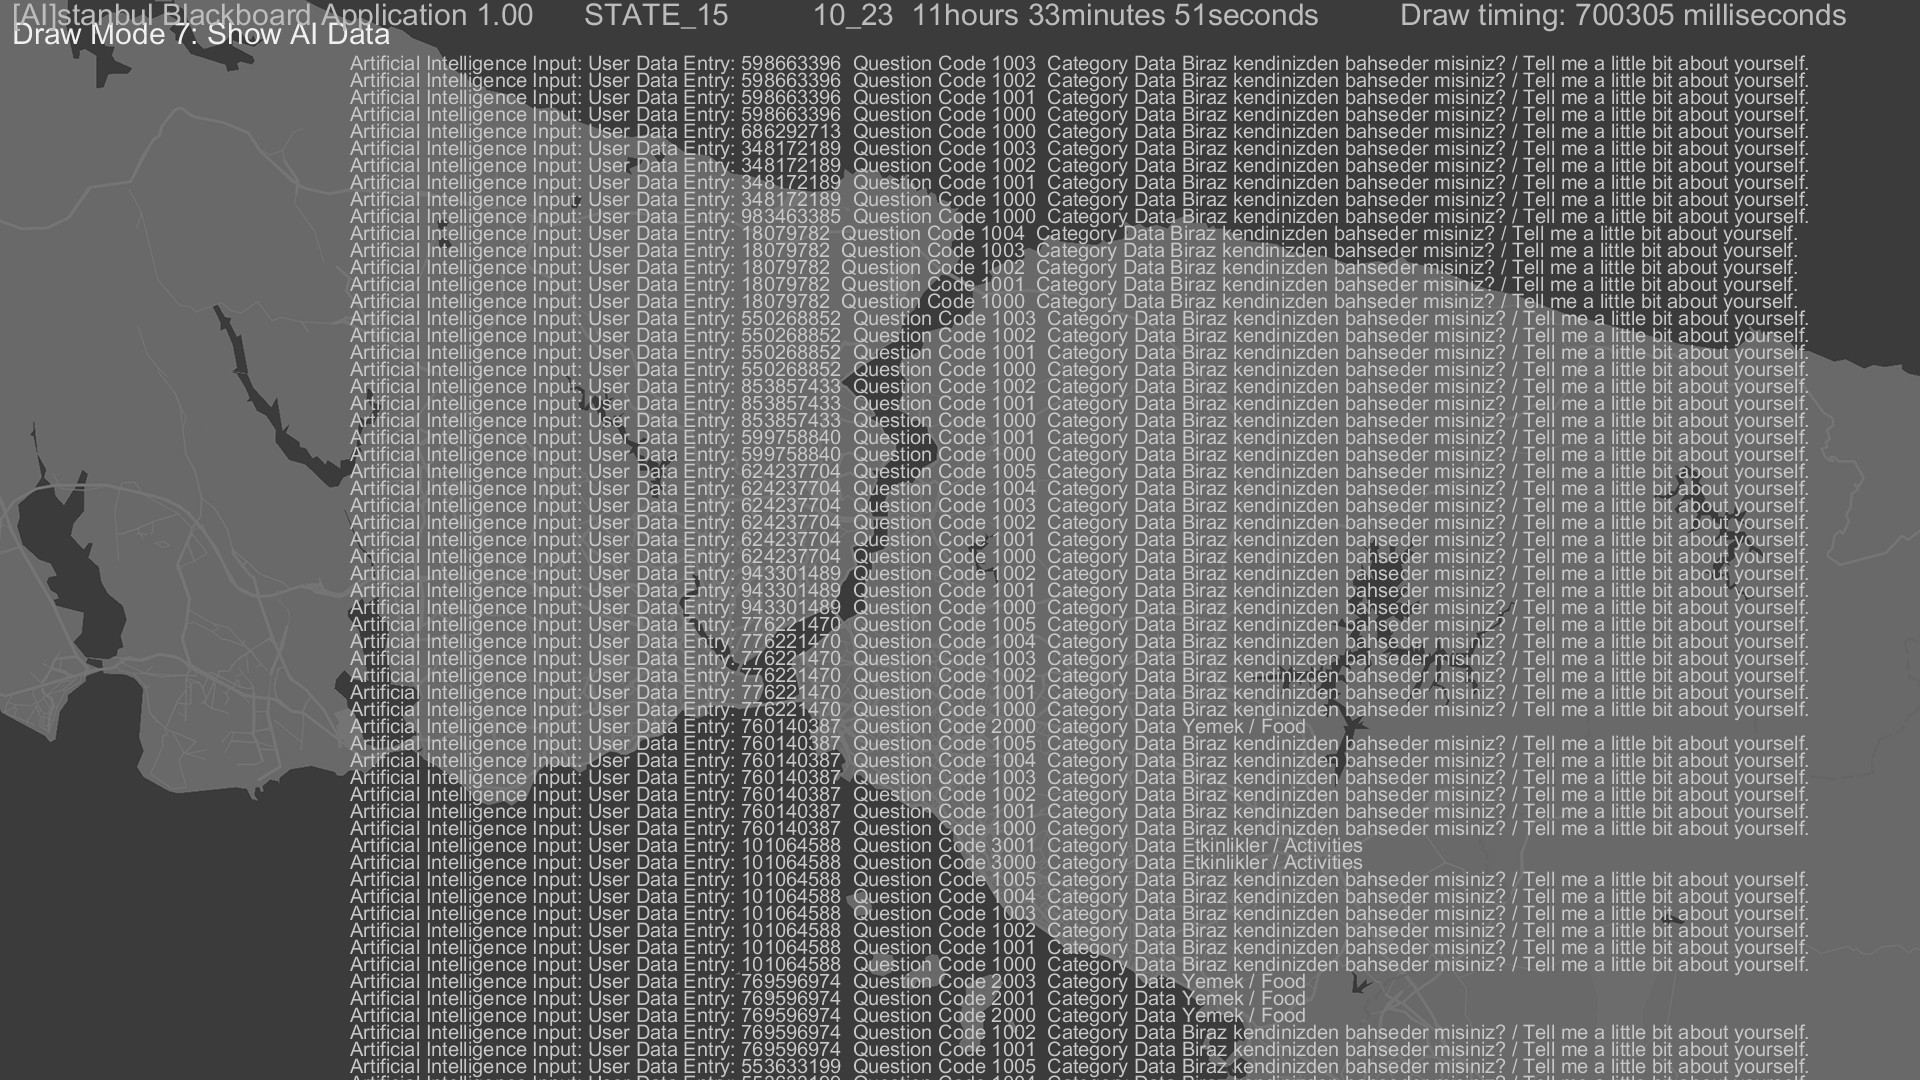 [AI]stanbul Blackboard Application 1.00 STATE_15 10_23 11hours 33minutes 51seconds Draw timing: 700305 milliseconds
Draw Mode 7: Show AI Data
Artificial Intelligence Input: User Data Entry: 598663396 Question Code 1003 Category Data Biraz kendinizden bahseder misiniz? / Tell me a little bit about yourself.
Artificial Intelligence Input: User Data Entry: 598663396 Question Code 1002 Category Data Biraz kendinizden bahseder misiniz? / Tell me a little bit about yourself.
Artificial Intelligence Input: User Data Entry: 598663396 Question Code 1001 Category Data Biraz kendinizden bahseder misiniz? / Tell me a little bit about yourself.
Artificial Intelligence Input: User Data Entry: 598663396 Question Code 1000 Category Data Biraz kendinizden bahseder misiniz? / Tell me a little bit about yourself.
Artificial Intelligence Input: User Data Entry: 686292713 Question Code 1000 Category Data Biraz kendinizden bahseder misiniz? / Tell me a little bit about yourself.
Artificial Intelligence Input: User Data Entry: 348172189 Question Code 1003 Category Data Biraz kendinizden bahseder misiniz? / Tell me a little bit about yourself.
Artificial Intelligence Input: User Data Entry: 348172189 Question Code 1002 Category Data Biraz kendinizden bahseder misiniz? / Tell me a little bit about yourself.
Artificial Intelligence Input: User Data Entry: 348172189 Question Code 1001 Category Data Biraz kendinizden bahseder misiniz? / Tell me a little bit about yourself.
Artificial Intelligence Input: User Data Entry: 348172189 Question Code 1000 Category Data Biraz kendinizden bahseder misiniz? / Tell me a little bit about yourself.
Artificial Intelligence Input: User Data Entry: 983463385 Question Code 1000 Category Data Biraz kendinizden bahseder misiniz? / Tell me a little bit about yourself.
Artificial Intelligence Input: User Data Entry: 18079782 Question Code 1004 Category Data Biraz kendinizden bahseder misiniz? / Tell me a little bit about yourself.
Artificial Intelligence Input: User Data Entry: 18079782 Question Code 1003 Category Data Biraz kendinizden bahseder misiniz? / Tell me a little bit about yourself.
Artificial Intelligence Input: User Data Entry: 18079782 Question Code 1002 Category Data Biraz kendinizden bahseder misiniz? / Tell me a little bit about yourself.
Artificial Intelligence Input: User Data Entry: 18079782 Question Code 1001 Category Data Biraz kendinizden bahseder misiniz? / Tell me a little bit about yourself.
Artificial Intelligence Input: User Data Entry: 18079782 Question Code 1000 Category Data Biraz kendinizden bahseder misiniz? / Tell me a little bit about yourself.
Artificial Intelligence Input: User Data Entry: 550268852 Question Code 1003 Category Data Biraz kendinizden bahseder misiniz? / Tell me a little bit about yourself.
Artificial Intelligence Input: User Data Entry: 550268852 Question Code 1002 Category Data Biraz kendinizden bahseder misiniz? / Tell me a little bit about yourself.
Artificial Intelligence Input: User Data Entry: 550268852 Question Code 1001 Category Data Biraz kendinizden bahseder misiniz? / Tell me a little bit about yourself.
Artificial Intelligence Input: User Data Entry: 550268852 Question Code 1000 Category Data Biraz kendinizden bahseder misiniz? / Tell me a little bit about yourself.
Artificial Intelligence Input: User Data Entry: 853857433 Question Code 1002 Category Data Biraz kendinizden bahseder misiniz? / Tell me a little bit about yourself.
Artificial Intelligence Input: User Data Entry: 853857433 Question Code 1001 Category Data Biraz kendinizden bahseder misiniz? / Tell me a little bit about yourself.
Artificial Intelligence Input: User Data Entry: 853857433 Question Code 1000 Category Data Biraz kendinizden bahseder misiniz? / Tell me a little bit about yourself.
Artificial Intelligence Input: User Data Entry: 599758840 Question Code 1001 Category Data Biraz kendinizden bahseder misiniz? / Tell me a little bit about yourself.
Artificial Intelligence Input: User Data Entry: 599758840 Question Code 1000 Category Data Biraz kendinizden bahseder misiniz? / Tell me a little bit about yourself.
Artificial Intelligence Input: User Data Entry: 624237704 Question Code 1005 Category Data Biraz kendinizden bahseder misiniz? / Tell me a little bit about yourself.
Artificial Intelligence Input: User Data Entry: 624237704 Question Code 1004 Category Data Biraz kendinizden bahseder misiniz? / Tell me a little bit about yourself.
Artificial Intelligence Input: User Data Entry: 624237704 Question Code 1003 Category Data Biraz kendinizden bahseder misiniz? / Tell me a little bit about yourself.
Artificial Intelligence Input: User Data Entry: 624237704 Question Code 1002 Category Data Biraz kendinizden bahseder misiniz? / Tell me a little bit about yourself.
Artificial Intelligence Input: User Data Entry: 624237704 Question Code 1001 Category Data Biraz kendinizden bahseder misiniz? / Tell me a little bit about yourself.
Artificial Intelligence Input: User Data Entry: 624237704 Question Code 1000 Category Data Biraz kendinizden bahseder misiniz? / Tell me a little bit about yourself.
Artificial Intelligence Input: User Data Entry: 943301489 Question Code 1002 Category Data Biraz kendinizden bahseder misiniz? / Tell me a little bit about yourself.
Artificial Intelligence Input: User Data Entry: 943301489 Question Code 1001 Category Data Biraz kendinizden bahseder misiniz? / Tell me a little bit about yourself.
Artificial Intelligence Input: User Data Entry: 943301489 Question Code 1000 Category Data Biraz kendinizden bahseder misiniz? / Tell me a little bit about yourself.
Artificial Intelligence Input: User Data Entry: 776221470 Question Code 1005 Category Data Biraz kendinizden bahseder misiniz? / Tell me a little bit about yourself.
Artificial Intelligence Input: User Data Entry: 776221470 Question Code 1004 Category Data Biraz kendinizden bahseder misiniz? / Tell me a little bit about yourself.
Artificial Intelligence Input: User Data Entry: 776221470 Question Code 1003 Category Data Biraz kendinizden bahseder misiniz? / Tell me a little bit about yourself.
Artificial Intelligence Input: User Data Entry: 776221470 Question Code 1002 Category Data Biraz kendinizden bahseder misiniz? / Tell me a little bit about yourself.
Artificial Intelligence Input: User Data Entry: 776221470 Question Code 1001 Category Data Biraz kendinizden bahseder misiniz? / Tell me a little bit about yourself.
Artificial Intelligence Input: User Data Entry: 776221470 Question Code 1000 Category Data Biraz kendinizden bahseder misiniz? / Tell me a little bit about yourself.
Artificial Intelligence Input: User Data Entry: 760140387 Question Code 2000 Category Data Yemek / Food
Artificial Intelligence Input: User Data Entry: 760140387 Question Code 1005 Category Data Biraz kendinizden bahseder misiniz? / Tell me a little bit about yourself.
Artificial Intelligence Input: User Data Entry: 760140387 Question Code 1004 Category Data Biraz kendinizden bahseder misiniz? / Tell me a little bit about yourself.
Artificial Intelligence Input: User Data Entry: 760140387 Question Code 1003 Category Data Biraz kendinizden bahseder misiniz? / Tell me a little bit about yourself.
Artificial Intelligence Input: User Data Entry: 760140387 Question Code 1002 Category Data Biraz kendinizden bahseder misiniz? / Tell me a little bit about yourself.
Artificial Intelligence Input: User Data Entry: 760140387 Question Code 1001 Category Data Biraz kendinizden bahseder misiniz? / Tell me a little bit about yourself.
Artificial Intelligence Input: User Data Entry: 760140387 Question Code 1000 Category Data Biraz kendinizden bahseder misiniz? / Tell me a little bit about yourself.
Artificial Intelligence Input: User Data Entry: 101064588 Question Code 3001 Category Data Etkinlikler / Activities
Artificial Intelligence Input: User Data Entry: 101064588 Question Code 3000 Category Data Etkinlikler / Activities
Artificial Intelligence Input: User Data Entry: 101064588 Question Code 1005 Category Data Biraz kendinizden bahseder misiniz? / Tell me a little bit about yourself.
Artificial Intelligence Input: User Data Entry: 101064588 Question Code 1004 Category Data Biraz kendinizden bahseder misiniz? / Tell me a little bit about yourself.
Artificial Intelligence Input: User Data Entry: 101064588 Question Code 1003 Category Data Biraz kendinizden bahseder misiniz? / Tell me a little bit about yourself.
Artificial Intelligence Input: User Data Entry: 101064588 Question Code 1002 Category Data Biraz kendinizden bahseder misiniz? / Tell me a little bit about yourself.
Artificial Intelligence Input: User Data Entry: 101064588 Question Code 1001 Category Data Biraz kendinizden bahseder misiniz? / Tell me a little bit about yourself.
Artificial Intelligence Input: User Data Entry: 101064588 Question Code 1000 Category Data Biraz kendinizden bahseder misiniz? / Tell me a little bit about yourself.
Artificial Intelligence Input: User Data Entry: 769596974 Question Code 2003 Category Data Yemek / Food
Artificial Intelligence Input: User Data Entry: 769596974 Question Code 2001 Category Data Yemek / Food
Artificial Intelligence Input: User Data Entry: 769596974 Question Code 2000 Category Data Yemek / Food
Artificial Intelligence Input: User Data Entry: 769596974 Question Code 1002 Category Data Biraz kendinizden bahseder misiniz? / Tell me a little bit about yourself.
Artificial Intelligence Input: User Data Entry: 769596974 Question Code 1001 Category Data Biraz kendinizden bahseder misiniz? / Tell me a little bit about yourself.
Artificial Intelligence Input: User Data Entry: 553633199 Question Code 1005 Category Data Biraz kendinizden bahseder misiniz? / Tell me a little bit about yourself.